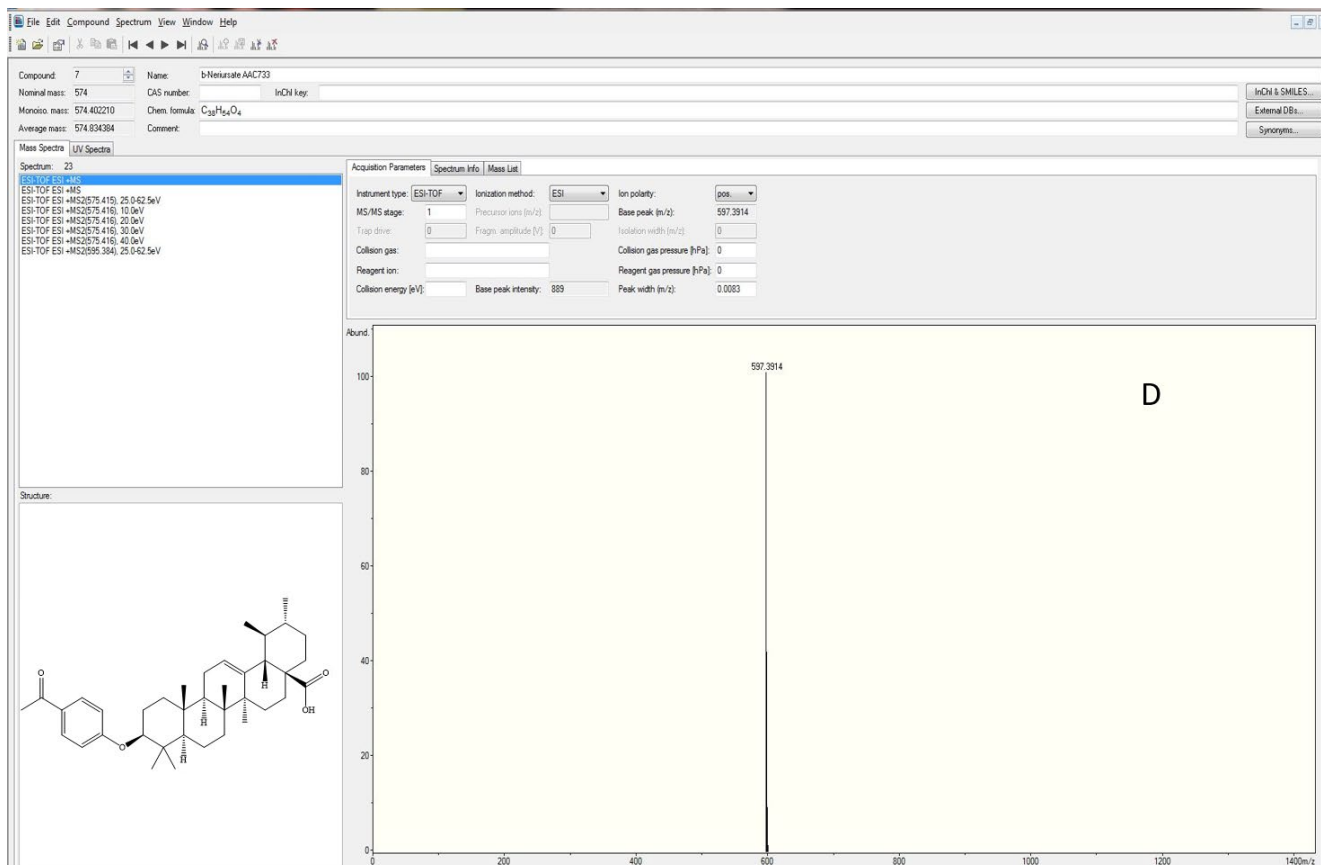 File Edit Compound Spectrum View Window Help
Compound: 7 Name: b-Neriursate AAC733
Nominal mass: 574 CAS number: InChI key: InChI & SMILES...
Monoiso. mass: 574.402210 Chem. formula: C38H54O4 External DBs...
Average mass: 574.834384 Comment: Synonyms...
Mass Spectra UV Spectra
Spectrum: 23
ESI-TOF ESI +MS
ESI-TOF ESI +MS
ESI-TOF ESI +MS2(575.415), 25.0-62.5eV
ESI-TOF ESI +MS2(575.416), 10.0eV
ESI-TOF ESI +MS2(575.416), 20.0eV
ESI-TOF ESI +MS2(575.416), 30.0eV
ESI-TOF ESI +MS2(575.416), 40.0eV
ESI-TOF ESI +MS2(595.384), 25.0-62.5eV
Acquisition Parameters Spectrum Info Mass List
Instrument type: ESI-TOF Ionization method: ESI Ion polarity: pos.
MS/MS stage: 1 Precursor ions (m/z): Base peak (m/z): 597.3914
Trap drive: 0 Fragm. amplitude [V]: 0 Isolation width (m/z): 0
Collision gas: Collision gas pressure [hPa]: 0
Reagent ion: Reagent gas pressure [hPa]: 0
Collision energy [eV]: Base peak intensity: 889 Peak width (m/z): 0.0083
Abund.
597.3914
D
100
80
60
40
20
0
0 200 400 600 800 1000 1200 1400 m/z
Structure:
O
O
H
H
H
O
OH